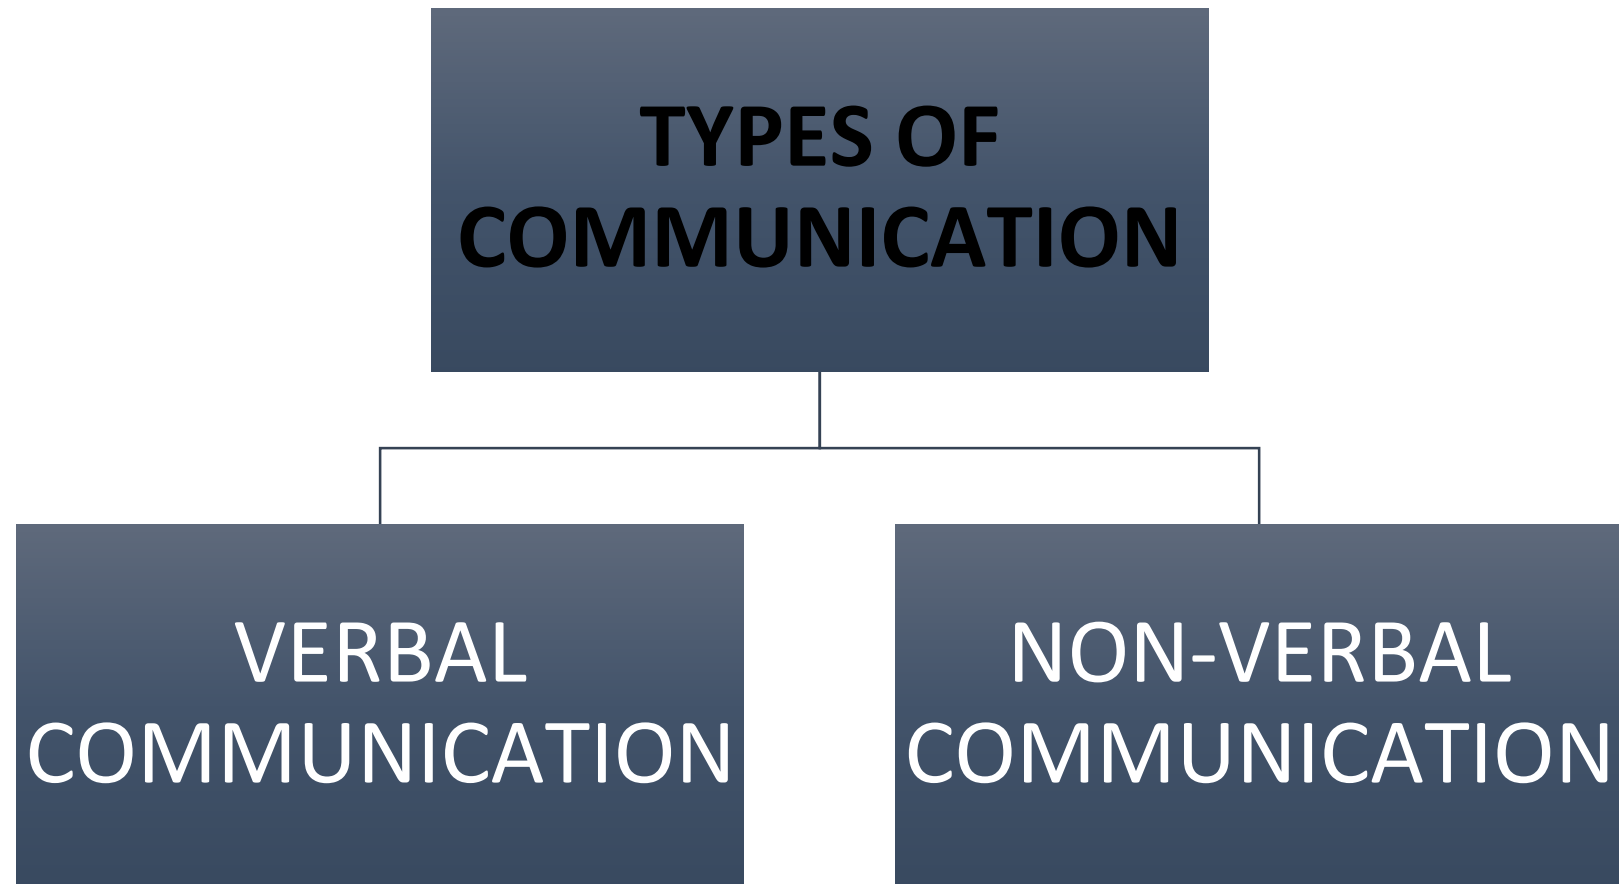 TYPES OF
COMMUNICATION
VERBAL
COMMUNICATION
NON-VERBAL
COMMUNICATION